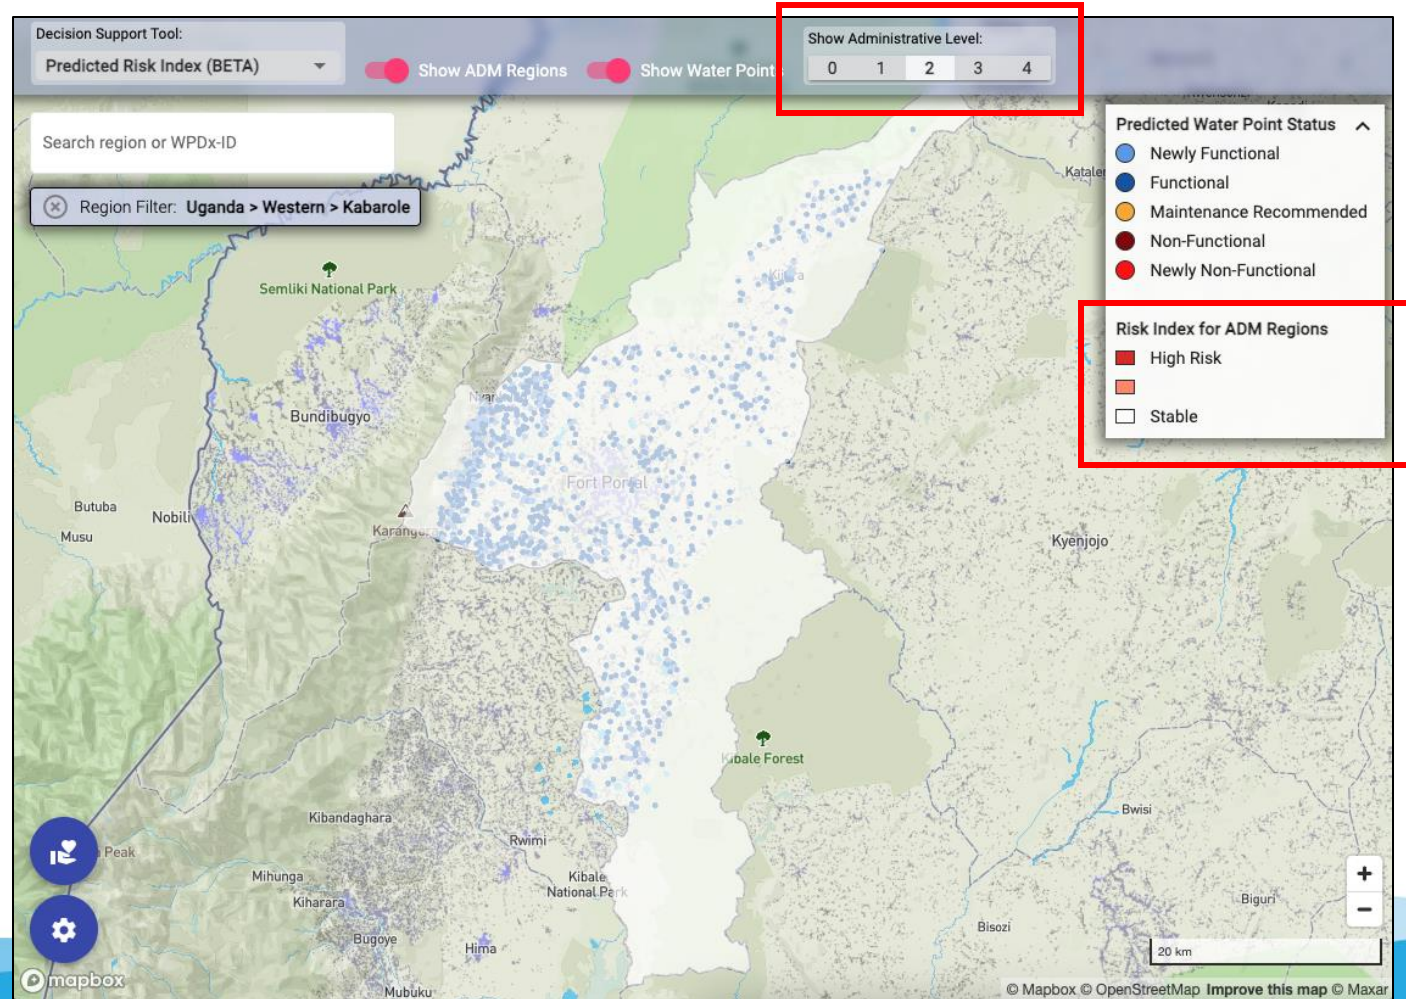 Decision Support Tool:
Predicted Risk Index (BETA)
Show ADM Regions
Show Water Points
Show Administrative Level:
0 1 2 3 4
Search region or WPDx-ID
Region Filter: Uganda > Western > Kabarole
Predicted Water Point Status
Newly Functional
Functional
Maintenance Recommended
Non-Functional
Newly Non-Functional
Risk Index for ADM Regions
High Risk
Stable
Semliki National Park
Bundibugyo
Fort Portal
Butuba
Nobili
Musu
Kyenjojo
Kibale Forest
Kibandaghara
Bwisi
Rwimi
Peak
Mihunga
Kibale
National Park
Kiharara
Biguri
Bisozi
Bugoye
Hima
20 km
mapbox
Mubuku
© Mapbox © OpenStreetMap Improve this map © Maxar